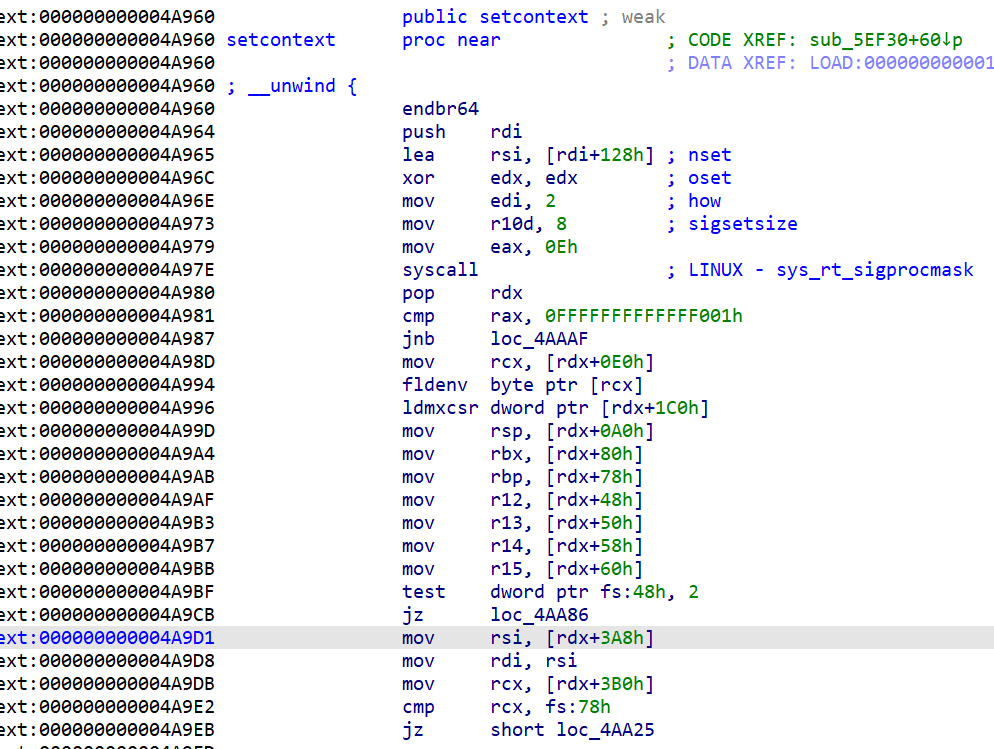 ext:000000000004A960 public setcontext ; weak
ext:000000000004A960 setcontext proc near ; CODE XREF: sub_5EF30+60↓p
ext:000000000004A960 ; DATA XREF: LOAD:000000000001
ext:000000000004A960 ; __unwind {
ext:000000000004A960 endbr64
ext:000000000004A964 push rdi
ext:000000000004A965 lea rsi, [rdi+128h] ; nset
ext:000000000004A96C xor edx, edx ; oset
ext:000000000004A96E mov edi, 2 ; how
ext:000000000004A973 mov r10d, 8 ; sigsetsize
ext:000000000004A979 mov eax, 0Eh
ext:000000000004A97E syscall ; LINUX - sys_rt_sigprocmask
ext:000000000004A980 pop rdx
ext:000000000004A981 cmp rax, 0FFFFFFFFFFFFF001h
ext:000000000004A987 jnb loc_4AAAF
ext:000000000004A98D mov rcx, [rdx+0E0h]
ext:000000000004A994 fldenv byte ptr [rcx]
ext:000000000004A996 ldmxcsr dword ptr [rdx+1C0h]
ext:000000000004A99D mov rsp, [rdx+0A0h]
ext:000000000004A9A4 mov rbx, [rdx+80h]
ext:000000000004A9AB mov rbp, [rdx+78h]
ext:000000000004A9AF mov r12, [rdx+48h]
ext:000000000004A9B3 mov r13, [rdx+50h]
ext:000000000004A9B7 mov r14, [rdx+58h]
ext:000000000004A9BB mov r15, [rdx+60h]
ext:000000000004A9BF test dword ptr fs:48h, 2
ext:000000000004A9CB jz loc_4AA86
ext:000000000004A9D1 mov rsi, [rdx+3A8h]
ext:000000000004A9D8 mov rdi, rsi
ext:000000000004A9DB mov rcx, [rdx+3B0h]
ext:000000000004A9E2 cmp rcx, fs:78h
ext:000000000004A9EB jz short loc_4AA25